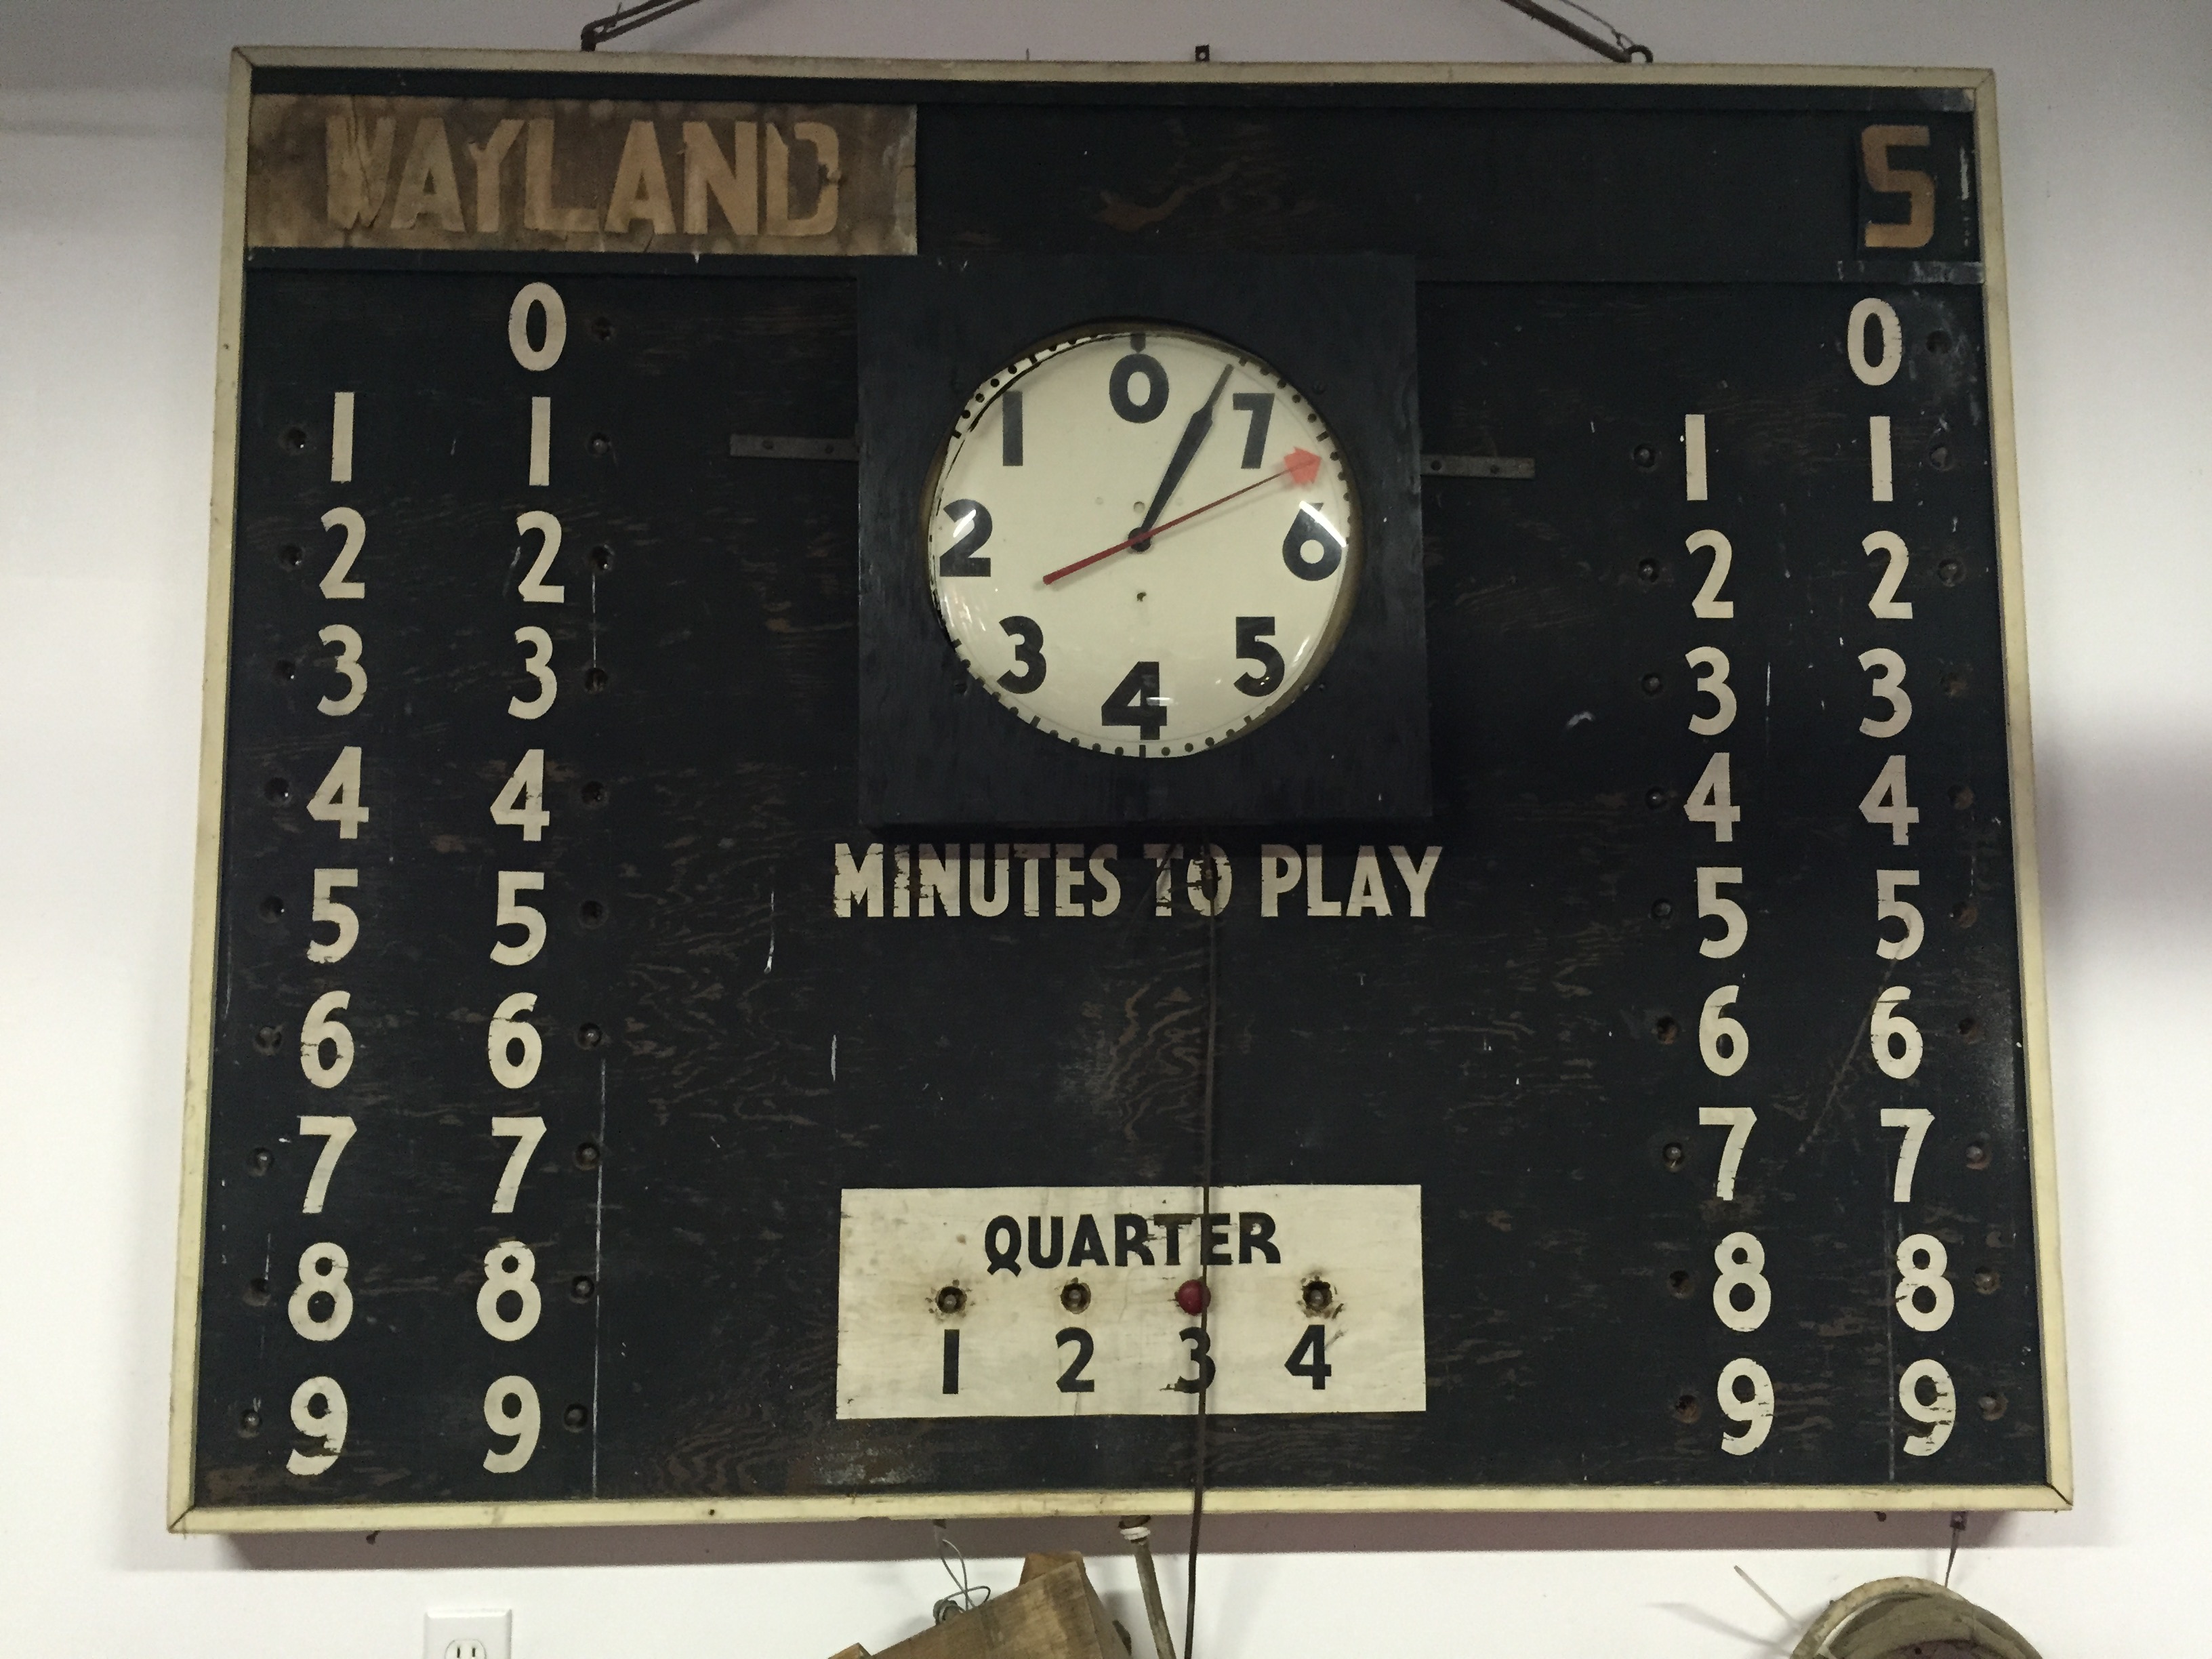 WAYLAND S
0 0
1 1 1 1
2 2 2 2
3 3 3 3
4 4 4 4
5 5 5 5
6 6 6 6
7 7 7 7
8 8 8 8
9 9 9 9
0
1 7
2 6
3 5
4
MINUTES TO PLAY
QUARTER
1 2 3 4